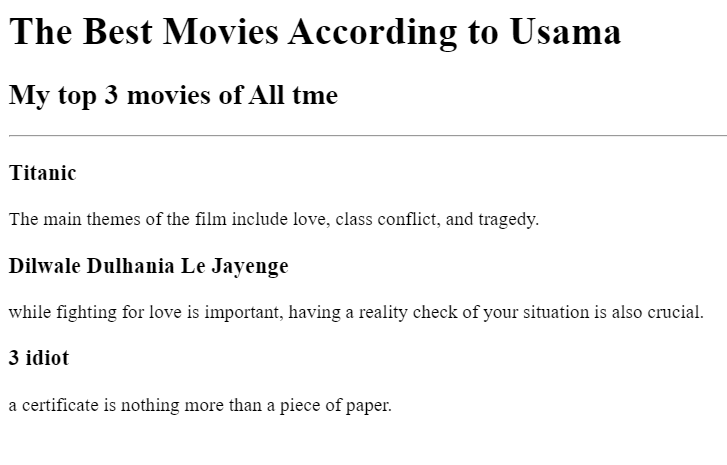 The Best Movies According to Usama
My top 3 movies of All tme
Titanic
The main themes of the film include love, class conflict, and tragedy.
Dilwale Dulhania Le Jayenge
while fighting for love is important, having a reality check of your situation is also crucial.
3 idiot
a certificate is nothing more than a piece of paper.